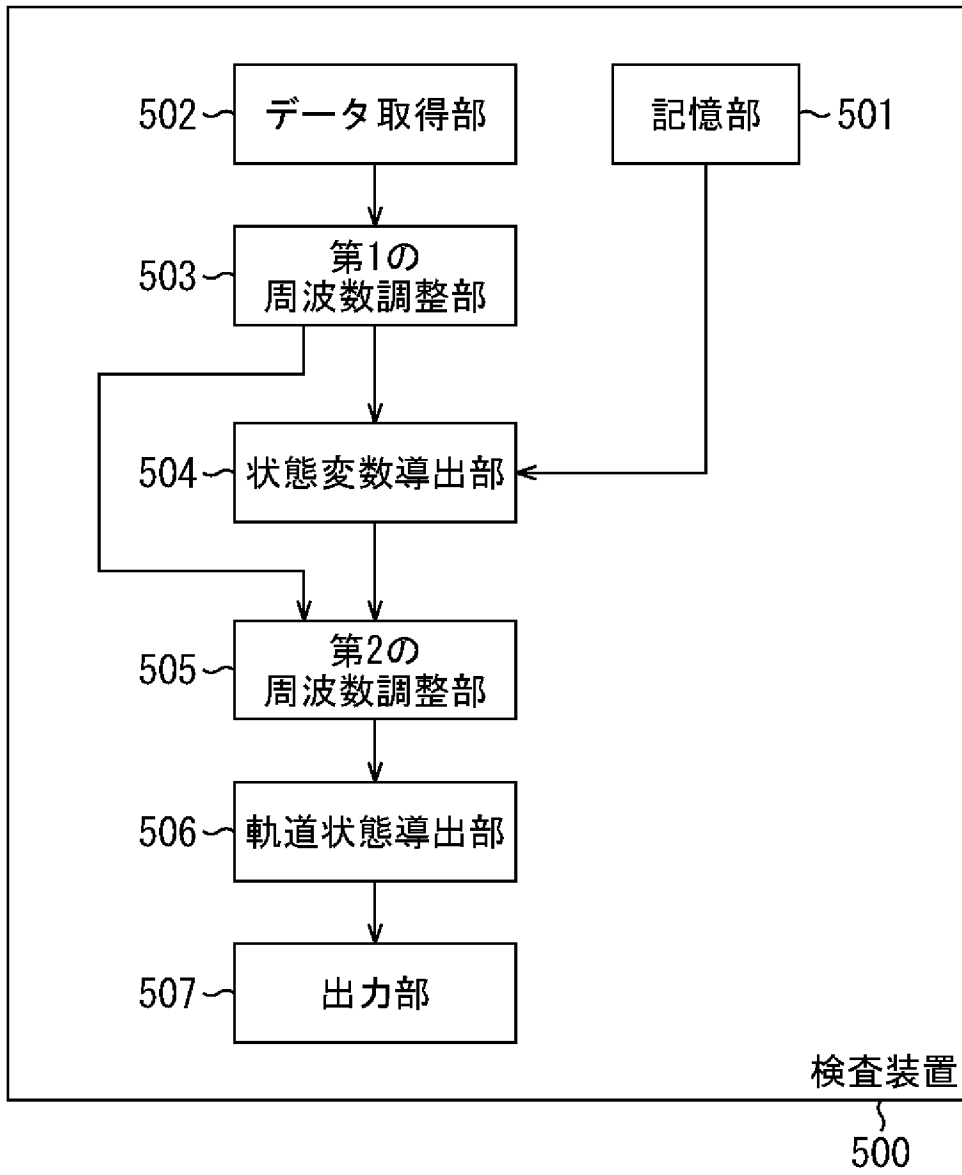 502
データ取得部
記憶部
501
503
第1の
周波数調整部
504
状態変数導出部
505
第2の
周波数調整部
506
軌道状態導出部
507
出力部
検査装置
500